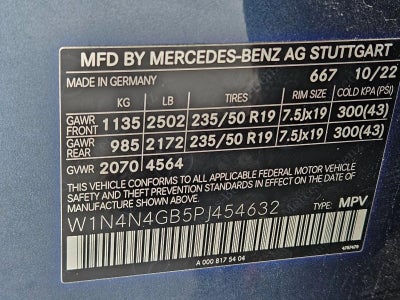 MFD BY MERCEDES-BENZ AG STUTTGART
MADE IN GERMANY 667 10/22
KG LB TIRES RIM SIZE COLD KPA (PSI)
GAWR FRONT 1135 2502 235/50 R19 7.5Jx19 300(43)
GAWR REAR 985 2172 235/50 R19 7.5Jx19 300(43)
GVWR 2070 4564
THIS VEHICLE CONFORMS TO ALL APPLICABLE FEDERAL MOTOR VEHICLE
SAFETY AND THEFT PREVENTION STANDARDS IN EFFECT ON THE DATE
OF MANUFACTURE SHOWN ABOVE.
W1N4N4GB5PJ454632 TYPE: MPV
A 000 817 54 04